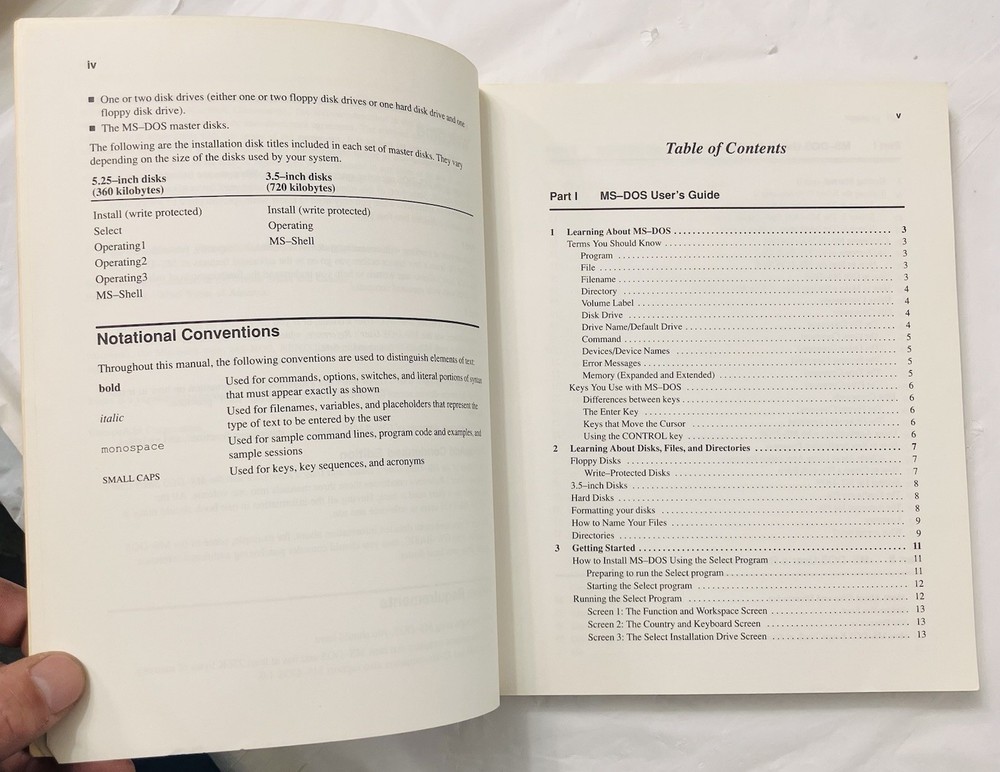 iv
■ One or two disk drives (either one or two floppy disk drives or one hard disk drive and one
floppy disk drive).
■ The MS–DOS master disks.
The following are the installation disk titles included in each set of master disks. They vary
depending on the size of the disks used by your system.
5.25-inch disks 3.5-inch disks
(360 kilobytes) (720 kilobytes)
Install (write protected) Install (write protected)
Select Operating
Operating1 MS–Shell
Operating2
Operating3
MS–Shell
Notational Conventions
Throughout this manual, the following conventions are used to distinguish elements of text.
bold Used for commands, options, switches, and literal portions of syntax
that must appear exactly as shown
italic Used for filenames, variables, and placeholders that represent the
type of text to be entered by the user
monospace Used for sample command lines, program code and examples, and
sample sessions
SMALL CAPS Used for keys, key sequences, and acronyms
v
Table of Contents
Part I MS–DOS User's Guide
1 Learning About MS–DOS 3
Terms You Should Know 3
Program 3
File 3
Filename 3
Directory 4
Volume Label 4
Disk Drive 4
Drive Name/Default Drive 4
Command 5
Devices/Device Names 5
Error Messages 5
Memory (Expanded and Extended) 5
Keys You Use with MS–DOS 6
Differences between keys 6
The Enter Key 6
Keys that Move the Cursor 6
Using the CONTROL key 6
2 Learning About Disks, Files, and Directories 7
Floppy Disks 7
Write–Protected Disks 7
3.5–inch Disks 8
Hard Disks 8
Formatting your disks 8
How to Name Your Files 9
Directories 9
3 Getting Started 11
How to Install MS–DOS Using the Select Program 11
Preparing to run the Select program 11
Starting the Select program 12
Running the Select Program 12
Screen 1: The Function and Workspace Screen 13
Screen 2: The Country and Keyboard Screen 13
Screen 3: The Select Installation Drive Screen 13